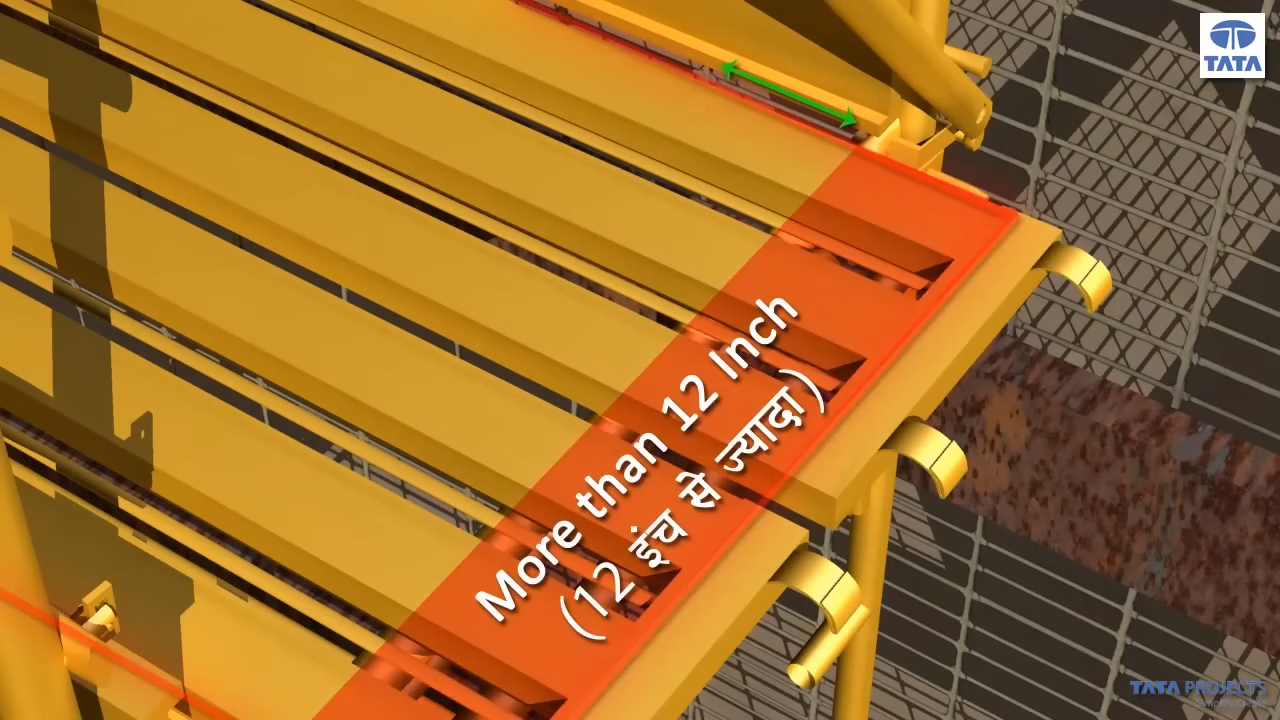 TATA
More than 12 Inch
(12 इंच से ज्यादा)
TATA PROJECTS